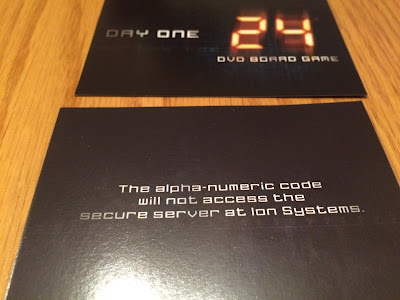 DAY ONE 24
DVD BOARD GAME
The alpha-numeric code
will not access the
secure server at Ion Systems.